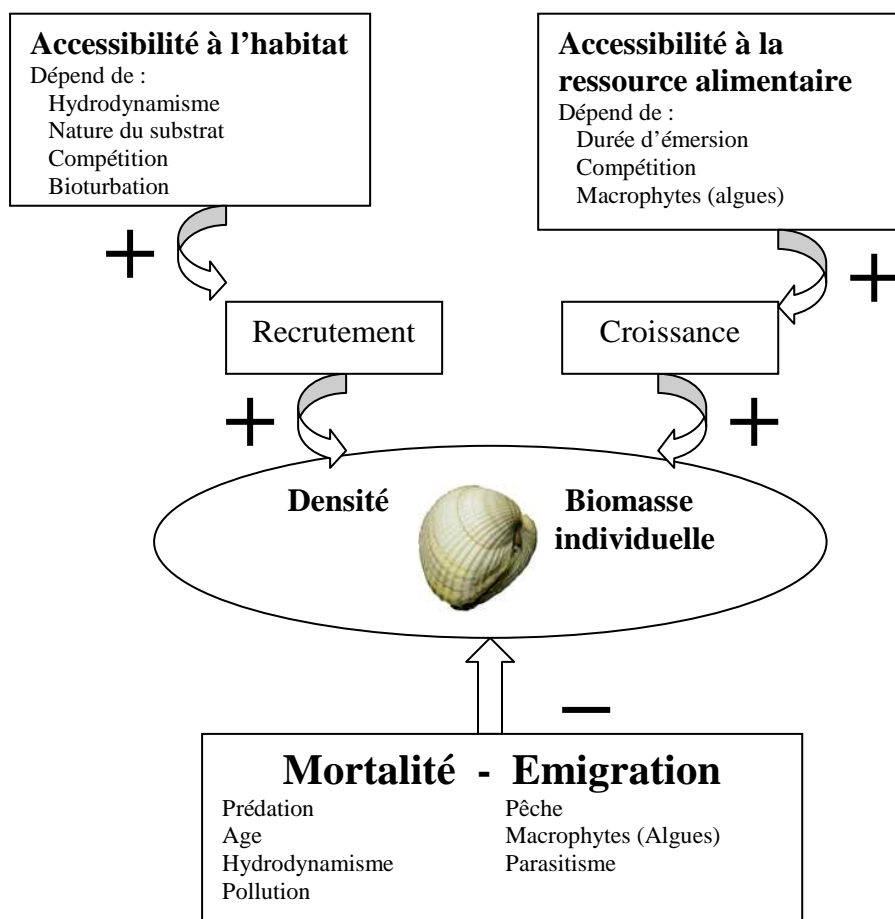 Accessibilité à l’habitat
Dépend de :
Hydrodynamisme
Nature du substrat
Compétition
Bioturbation
Accessibilité à la
ressource alimentaire
Dépend de :
Durée d’émersion
Compétition
Macrophytes (algues)
+
+
Recrutement
Croissance
+
+
Densité
Biomasse
individuelle
−
Mortalité - Emigration
Prédation
Age
Hydrodynamisme
Pollution
Pêche
Macrophytes (Algues)
Parasitisme